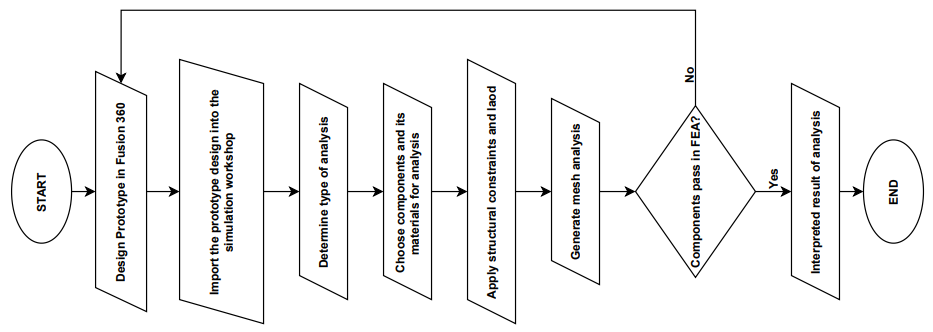 START
Design Prototype in Fusion 360
Import the prototype design into the
simulation workshop
Determine type of analysis
Choose components and its
materials for analysis
Apply structural constraints and laod
Generate mesh analysis
Components pass in FEA?
No
Yes
Interpreted result of analysis
END